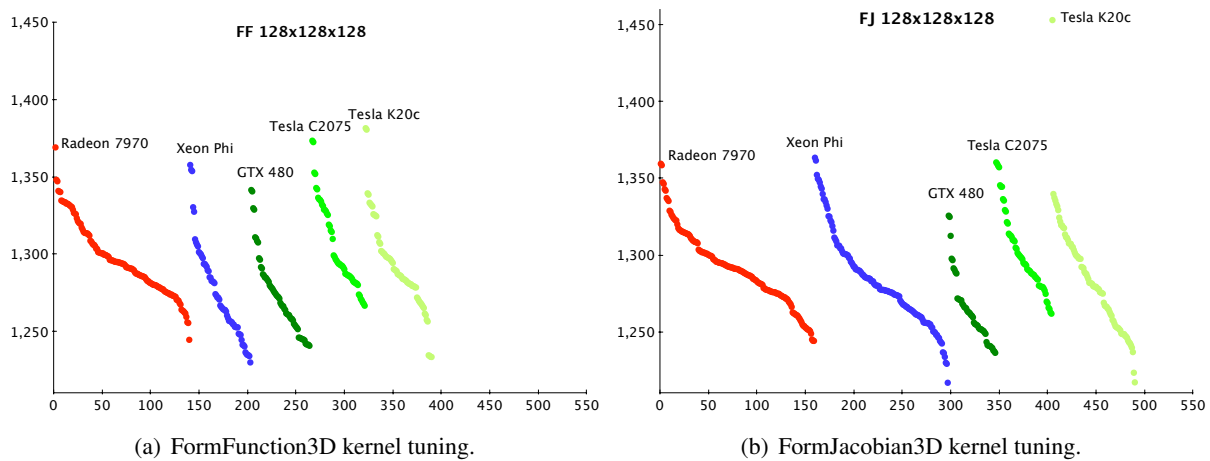 FF 128x128x128
1,450
1,400
1,350
1,300
1,250
Radeon 7970
Xeon Phi
GTX 480
Tesla C2075
Tesla K20c
0 50 100 150 200 250 300 350 400 450 500 550
(a) FormFunction3D kernel tuning.
FJ 128x128x128
Tesla K20c
1,450
1,400
1,350
1,300
1,250
Radeon 7970
Xeon Phi
GTX 480
Tesla C2075
0 50 100 150 200 250 300 350 400 450 500 550
(b) FormJacobian3D kernel tuning.